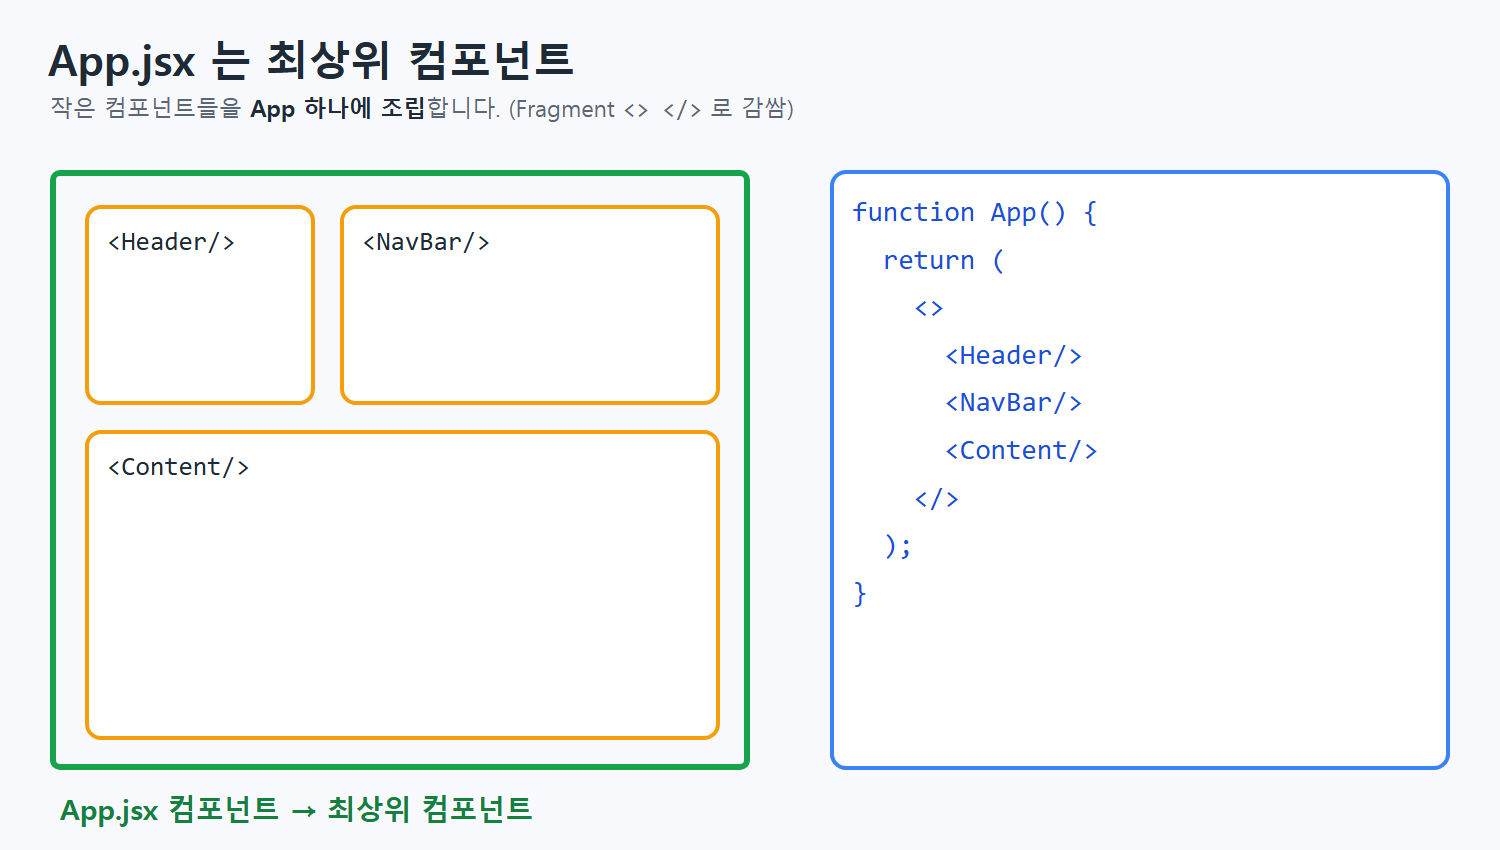 App.jsx 는 최상위 컴포넌트
작은 컴포넌트들을 App 하나에 조립합니다. (Fragment <> </> 로 감쌈)
<Header/>
<NavBar/>
<Content/>
App.jsx 컴포넌트 → 최상위 컴포넌트
function App() {
  return (
    <>
      <Header/>
      <NavBar/>
      <Content/>
    </>
  );
}